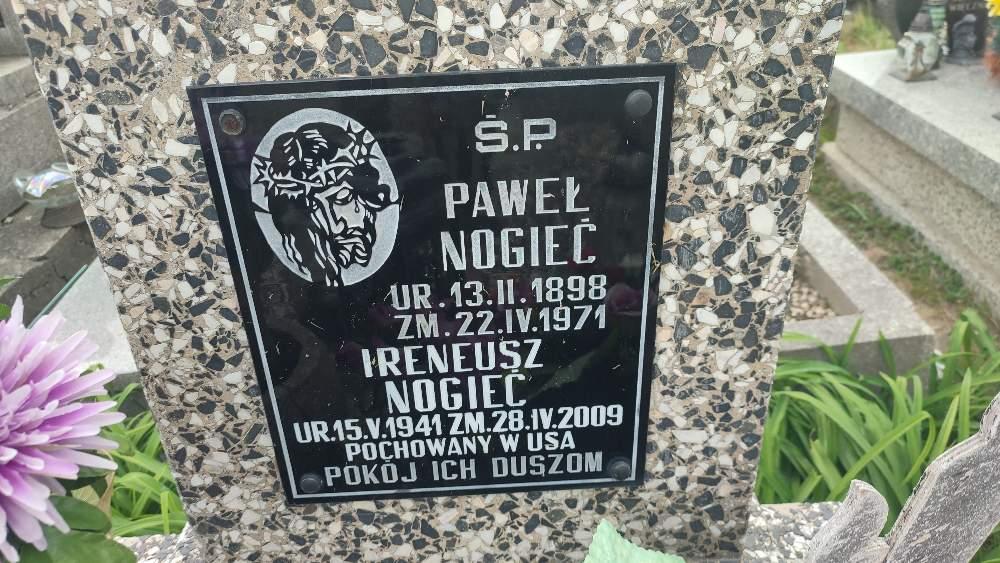 Ś.P.
PAWEŁ
NOGIEĆ
UR.13.II.1898
ZM.22.IV.1971
IRENEUSZ
NOGIEĆ
UR.15.V.1941 ZM.28.IV.2009
POCHOWANY W USA
POKÓJ ICH DUSZOM